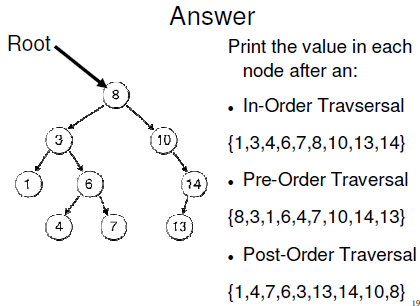 Answer
Root
8
3
10
1
6
14
4
7
13
Print the value in each
node after an:
• In-Order Travsersal
{1,3,4,6,7,8,10,13,14}
• Pre-Order Traversal
{8,3,1,6,4,7,10,14,13}
• Post-Order Traversal
{1,4,7,6,3,13,14,10,8}
19